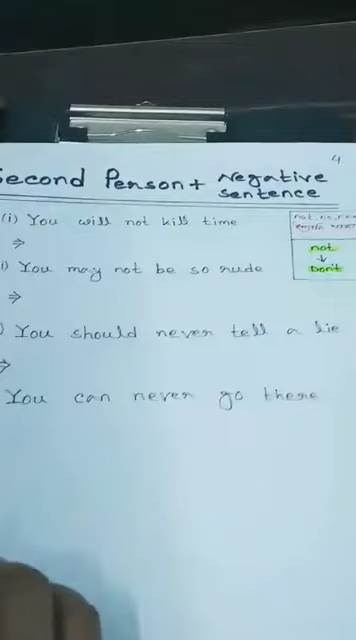 4
Second Person + Negative
sentence
(i) You will not kill time
⇒
not → Don't
i) You may not be so rude
⇒
) You should never tell a lie
⇒
You can never go there